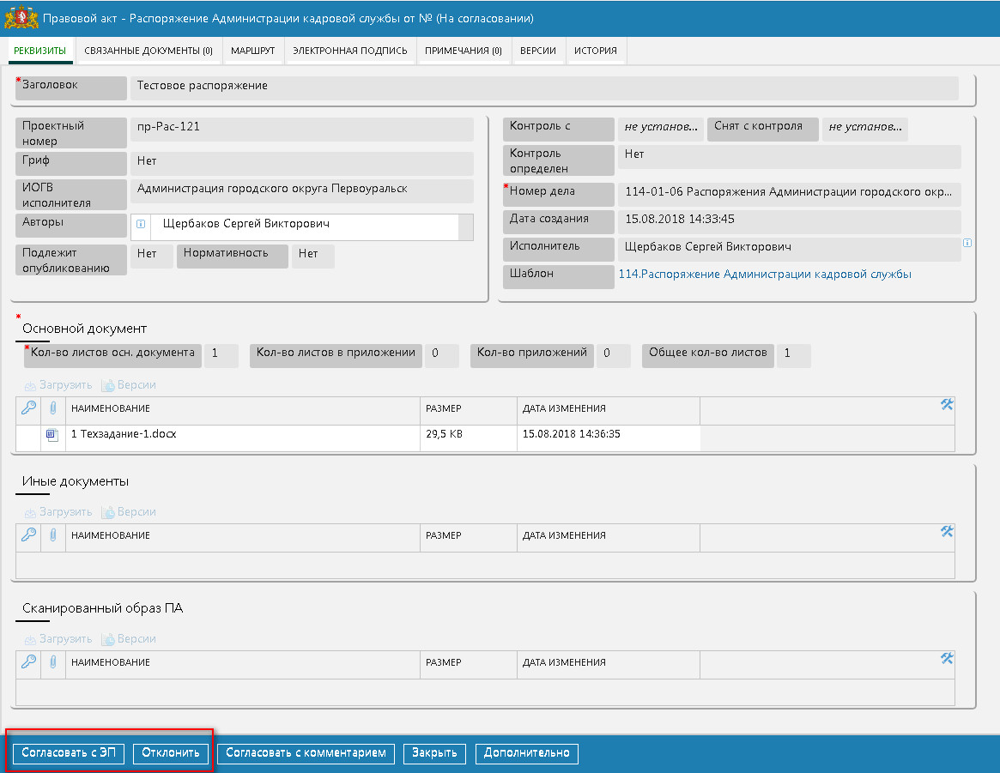 Правовой акт - Распоряжение Администрации кадровой службы от № (На согласовании)
РЕКВИЗИТЫ СВЯЗАННЫЕ ДОКУМЕНТЫ (0) МАРШРУТ ЭЛЕКТРОННАЯ ПОДПИСЬ ПРИМЕЧАНИЯ (0) ВЕРСИИ ИСТОРИЯ
*Заголовок Тестовое распоряжение
Проектный номер пр-Рас-121
Гриф Нет
ИОГВ исполнителя Администрация городского округа Первоуральск
Авторы Щербаков Сергей Викторович
Подлежит опубликованию Нет Нормативность Нет
Контроль с не установ... Снят с контроля не установ...
Контроль определен Нет
*Номер дела 114-01-06 Распоряжения Администрации городского окр...
Дата создания 15.08.2018 14:33:45
Исполнитель Щербаков Сергей Викторович
Шаблон 114.Распоряжение Администрации кадровой службы
*
Основной документ
*Кол-во листов осн. документа 1 Кол-во листов в приложении 0 Кол-во приложений 0 Общее кол-во листов 1
Загрузить Версии
НАИМЕНОВАНИЕ РАЗМЕР ДАТА ИЗМЕНЕНИЯ
1 Техзадание-1.docx 29,5 KB 15.08.2018 14:36:35
Иные документы
Загрузить Версии
НАИМЕНОВАНИЕ РАЗМЕР ДАТА ИЗМЕНЕНИЯ
Сканированный образ ПА
Загрузить Версии
НАИМЕНОВАНИЕ РАЗМЕР ДАТА ИЗМЕНЕНИЯ
Согласовать с ЭП Отклонить Согласовать с комментарием Закрыть Дополнительно